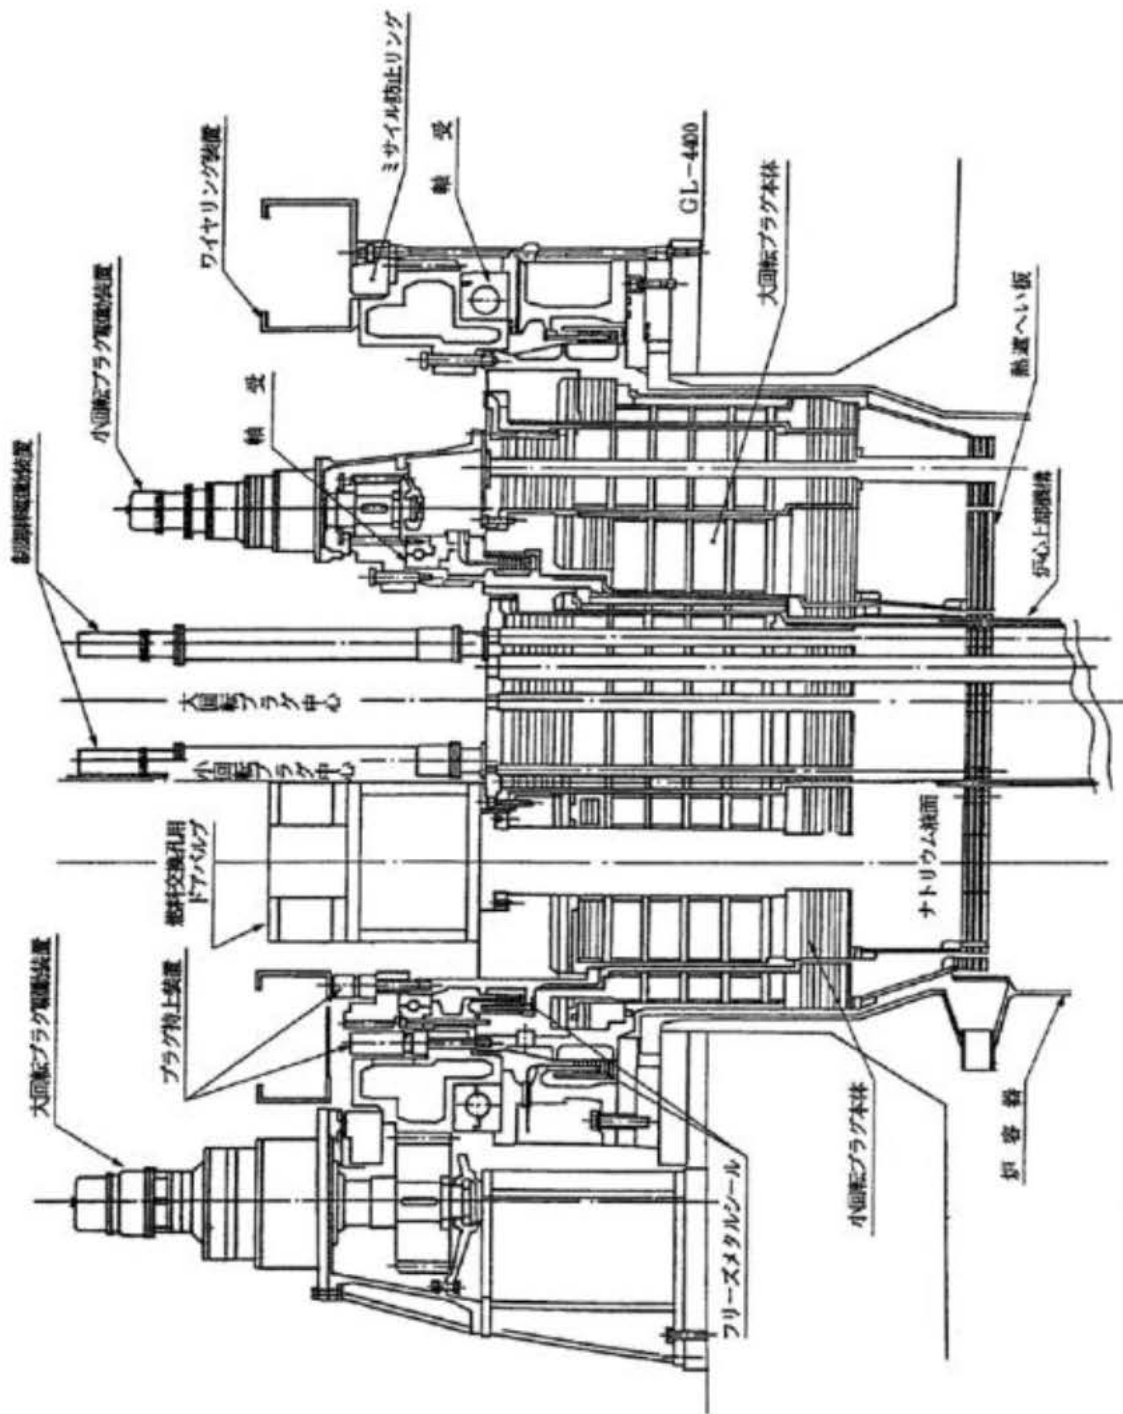 大回転プラグ駆動装置
プラグ持上装置
燃料交換孔用
ドアバルブ
制御棒駆動装置
小回転プラグ駆動装置
ワイヤリング装置
ミサイル防止リング
軸受
軸受
大回転プラグ中心
小回転プラグ中心
GL-4400
大回転プラグ本体
熱遮へい板
炉心上部機構
ナトリウム液面
炉容器
小回転プラグ本体
フリーズメタルシール